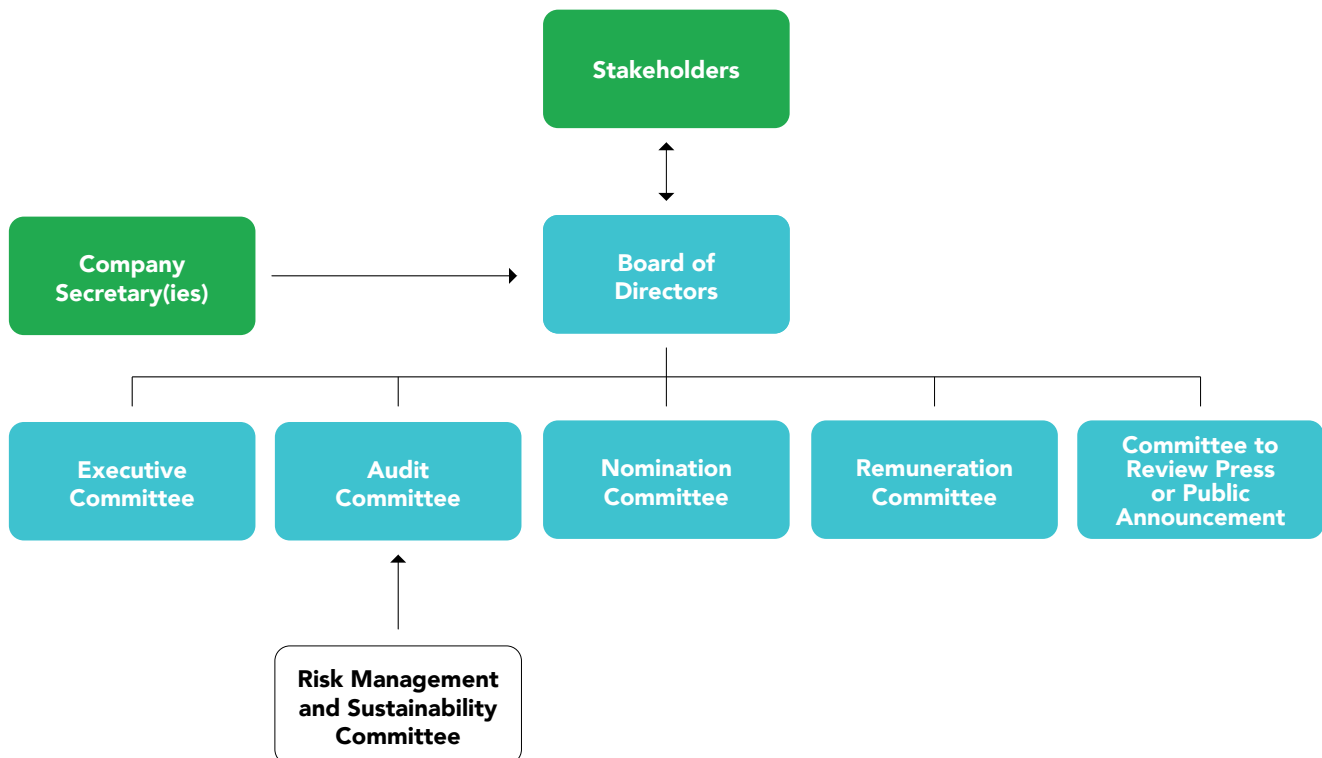 Stakeholders
Company
Secretary(ies)
Board of
Directors
Executive
Committee
Audit
Committee
Nomination
Committee
Remuneration
Committee
Committee to
Review Press
or Public
Announcement
Risk Management
and Sustainability
Committee